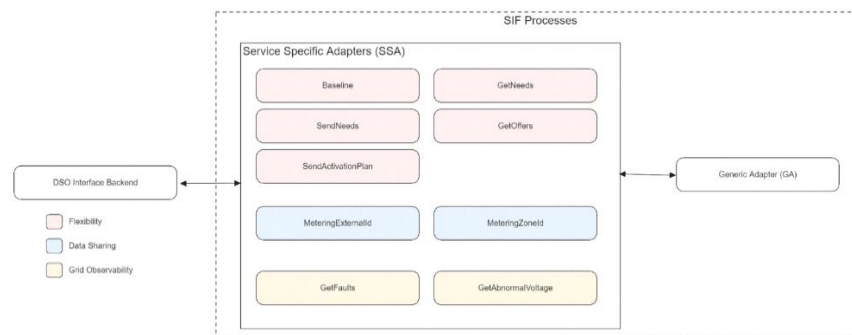 SIF Processes
Service Specific Adapters (SSA)
Baseline
GetNeeds
SendNeeds
GetOffers
SendActivationPlan
DSO Interface Backend
Generic Adapter (GA)
Flexibility
MeteringExternalId
MeteringZoneId
Data Sharing
Grid Observability
GetFaults
GetAbnormalVoltage